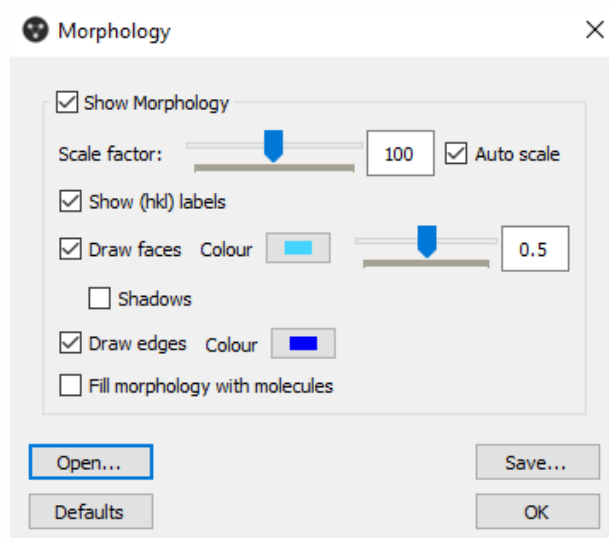 Morphology
Show Morphology
Scale factor: 100 Auto scale
Show (hkl) labels
Draw faces Colour 0.5
Shadows
Draw edges Colour
Fill morphology with molecules
Open... Save...
Defaults OK